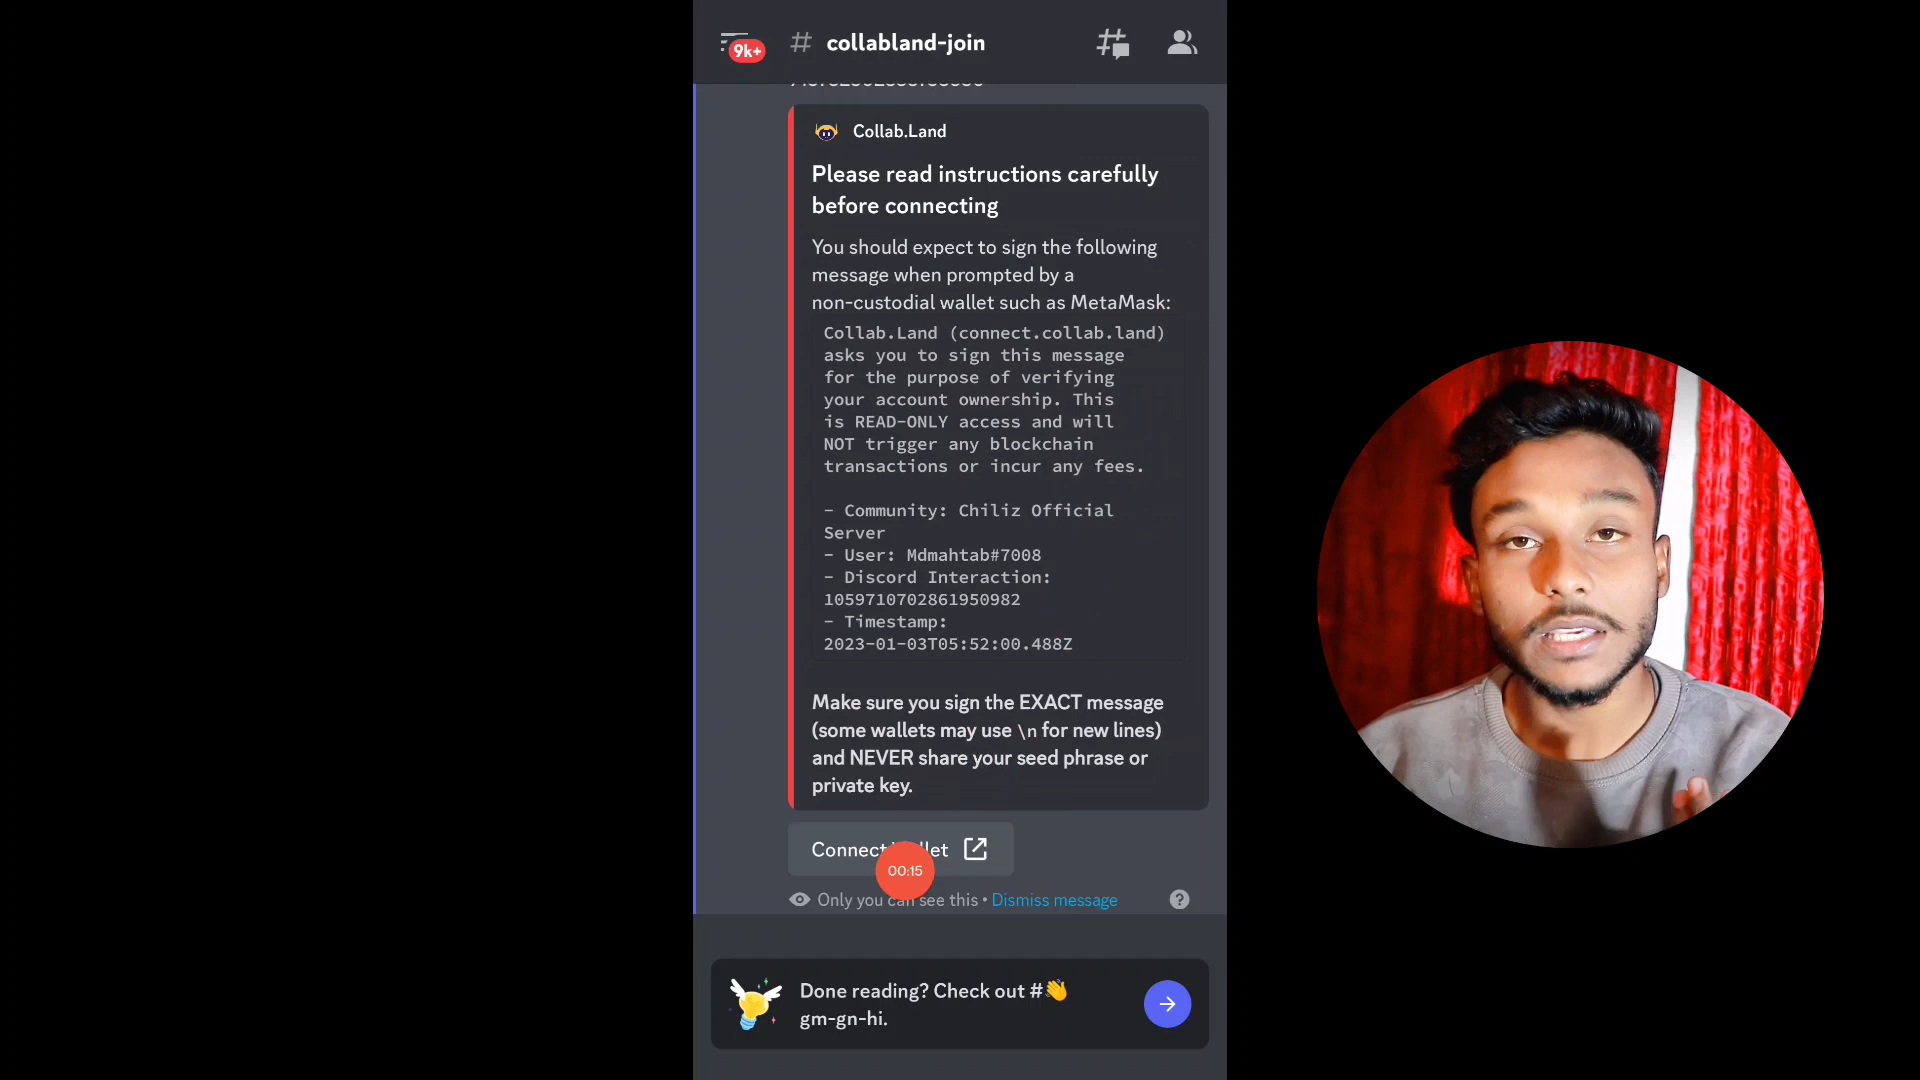 9k+
# collabland-join
Collab.Land
Please read instructions carefully
before connecting
You should expect to sign the following
message when prompted by a
non-custodial wallet such as MetaMask:
Collab.Land (connect.collab.land)
asks you to sign this message
for the purpose of verifying
your account ownership. This
is READ-ONLY access and will
NOT trigger any blockchain
transactions or incur any fees.
- Community: Chiliz Official
Server
- User: Mdmahtab#7008
- Discord Interaction:
1059710702861950982
- Timestamp:
2023-01-03T05:52:00.488Z
Make sure you sign the EXACT message
(some wallets may use \n for new lines)
and NEVER share your seed phrase or
private key.
Connect
00:15
Only you can see this • Dismiss message
Done reading? Check out #👋
gm-gn-hi.